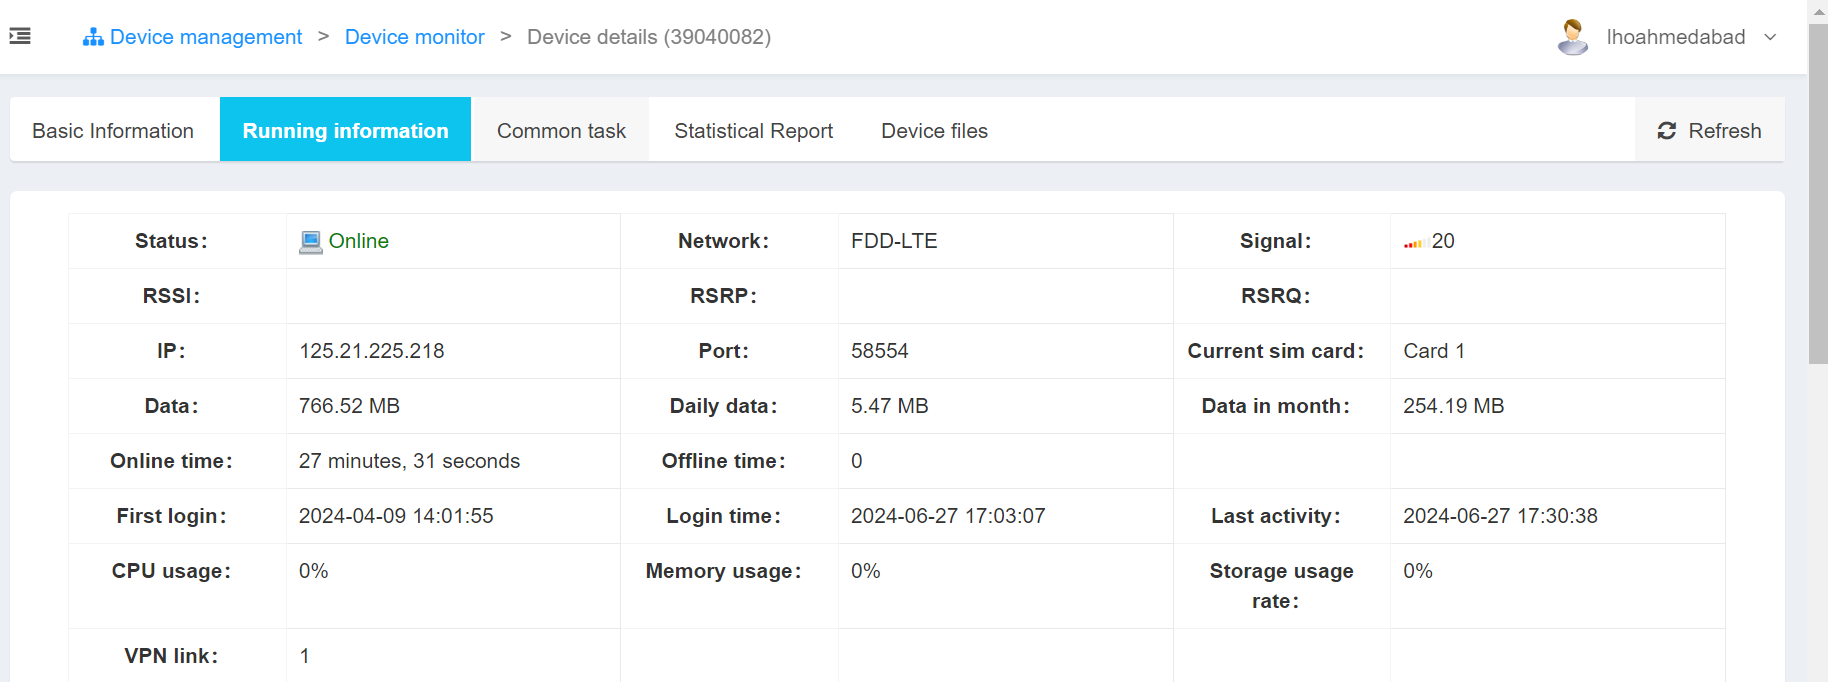 Device management > Device monitor > Device details (39040082)
lhoahmedabad
Basic Information Running information Common task Statistical Report Device files Refresh
Status: Online Network: FDD-LTE Signal: 20
RSSI: RSRP: RSRQ:
IP: 125.21.225.218 Port: 58554 Current sim card: Card 1
Data: 766.52 MB Daily data: 5.47 MB Data in month: 254.19 MB
Online time: 27 minutes, 31 seconds Offline time: 0
First login: 2024-04-09 14:01:55 Login time: 2024-06-27 17:03:07 Last activity: 2024-06-27 17:30:38
CPU usage: 0% Memory usage: 0% Storage usage rate: 0%
VPN link: 1